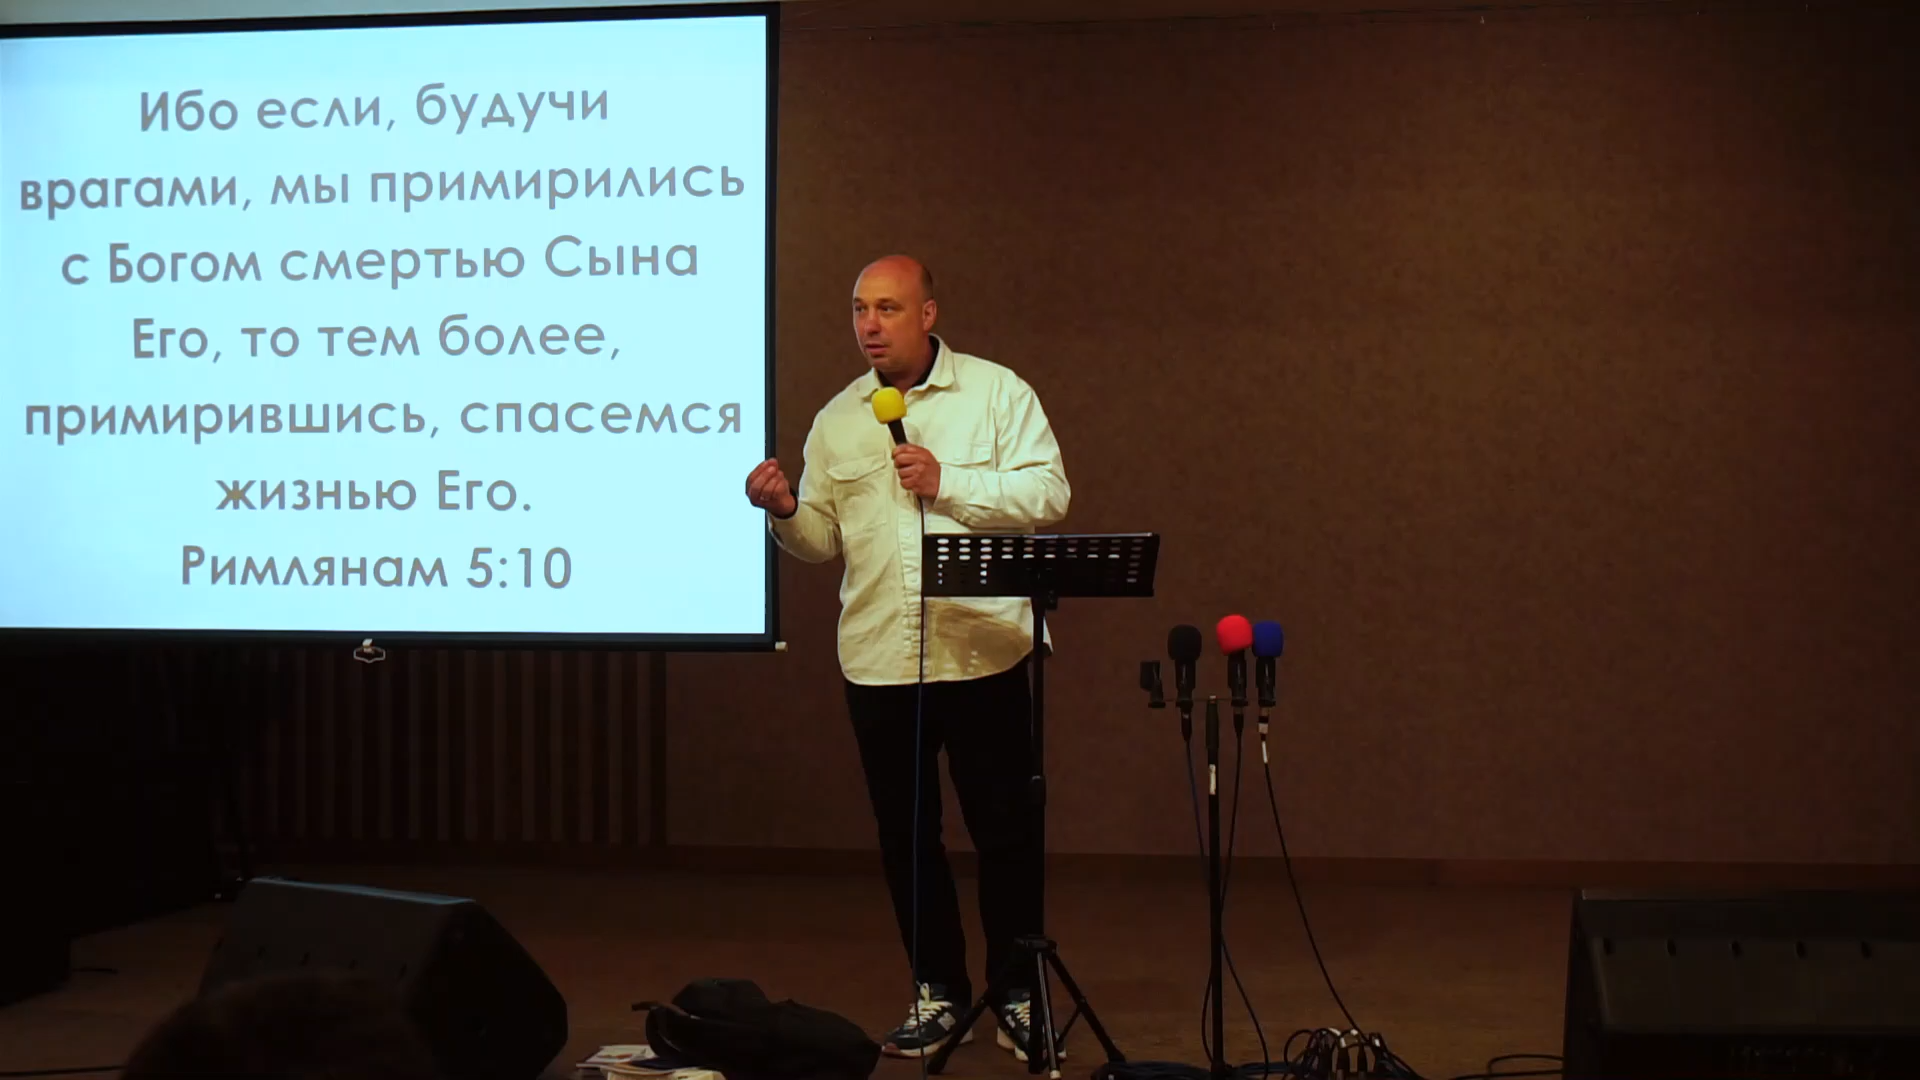 Ибо если, будучи
врагами, мы примирились
с Богом смертью Сына
Его, то тем более,
примирившись, спасемся
жизнью Его.
Римлянам 5:10